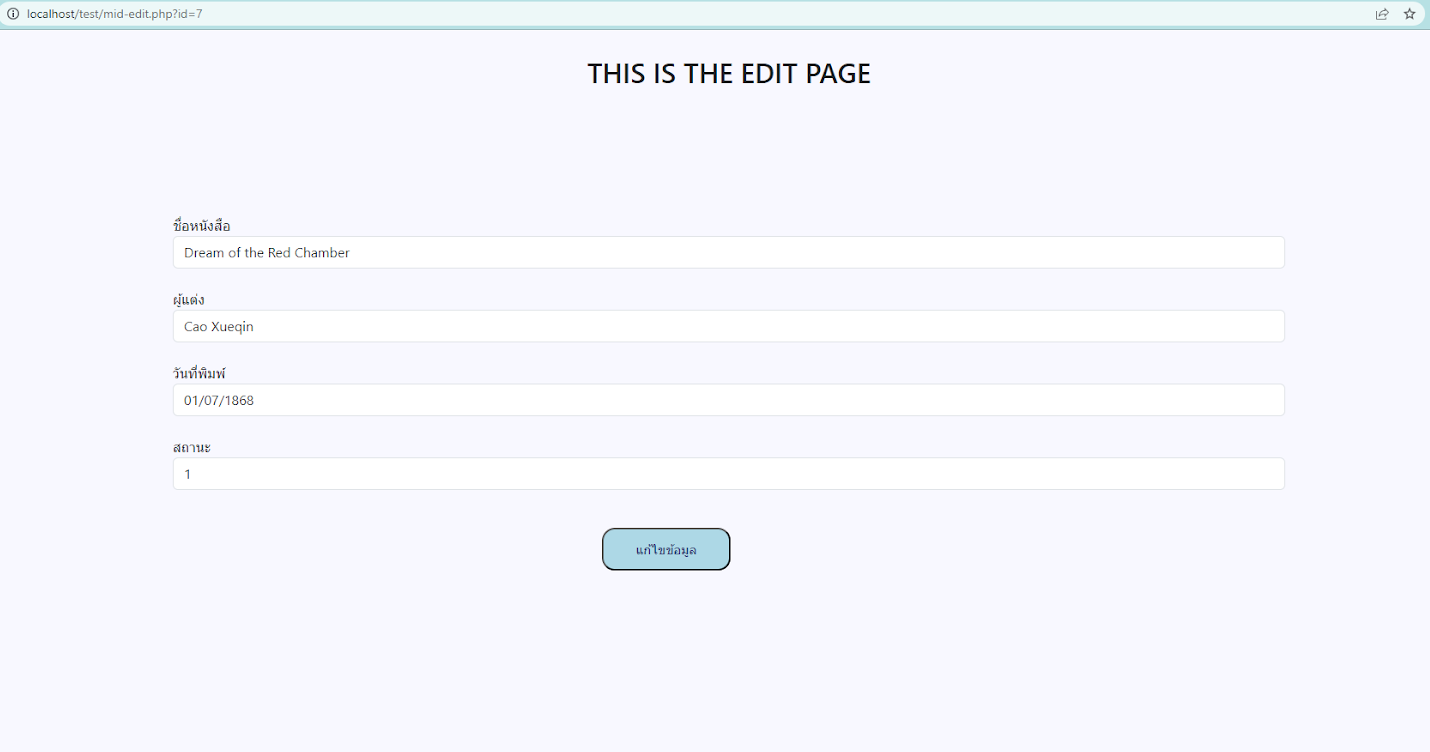 localhost/test/mid-edit.php?id=7
THIS IS THE EDIT PAGE
ชื่อหนังสือ
Dream of the Red Chamber
ผู้แต่ง
Cao Xueqin
วันที่พิมพ์
01/07/1868
สถานะ
1
แก้ไขข้อมูล